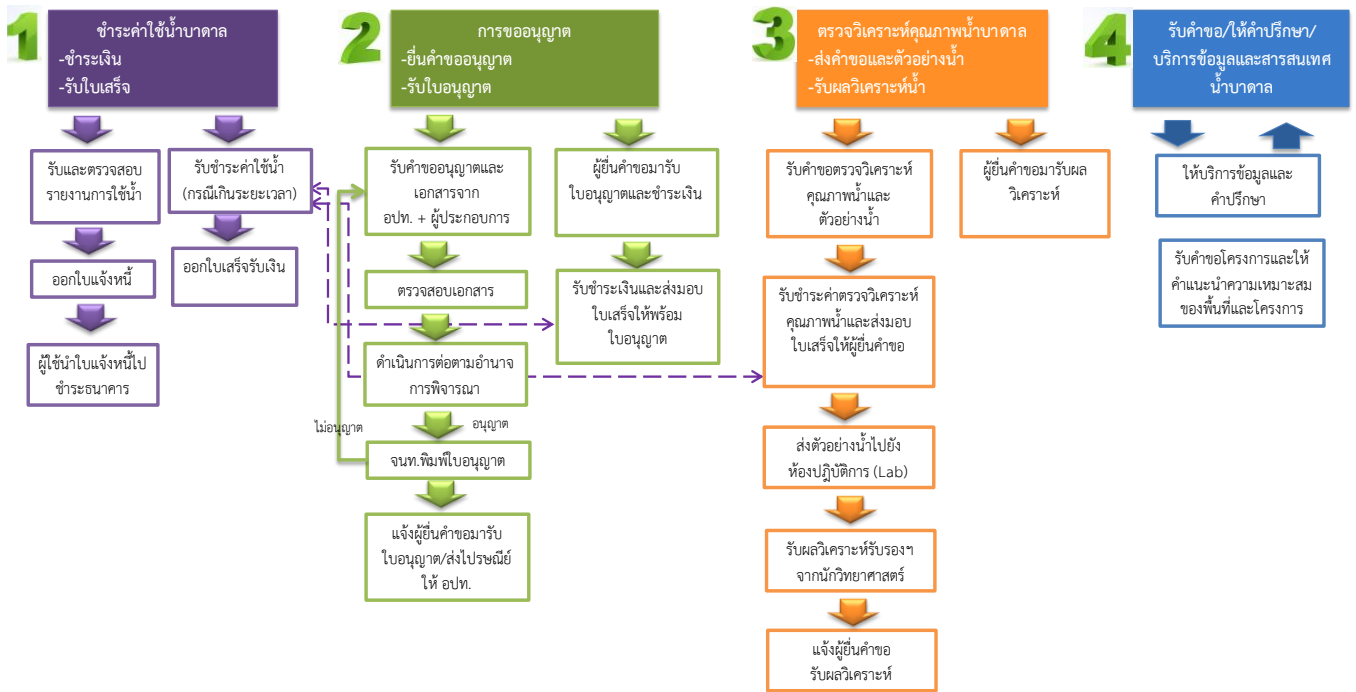 1
ชำระค่าใช้น้ำบาดาล
-ชำระเงิน
-รับใบเสร็จ
รับและตรวจสอบ
รายงานการใช้น้ำ
ออกใบแจ้งหนี้
ผู้ใช้นำใบแจ้งหนี้ไป
ชำระธนาคาร
รับชำระค่าใช้น้ำ
(กรณีเกินระยะเวลา)
ออกใบเสร็จรับเงิน
2
การขออนุญาต
-ยื่นคำขออนุญาต
-รับใบอนุญาต
รับคำขออนุญาตและ
เอกสารจาก
อปท. + ผู้ประกอบการ
ตรวจสอบเอกสาร
ดำเนินการต่อตามอำนาจ
การพิจารณา
ไม่อนุญาต
อนุญาต
จนท.พิมพ์ใบอนุญาต
แจ้งผู้ยื่นคำขอมารับ
ใบอนุญาต/ส่งไปรษณีย์
ให้ อปท.
ผู้ยื่นคำขอมารับ
ใบอนุญาตและชำระเงิน
รับชำระเงินและส่งมอบ
ใบเสร็จให้พร้อม
ใบอนุญาต
3
ตรวจวิเคราะห์คุณภาพน้ำบาดาล
-ส่งคำขอและตัวอย่างน้ำ
-รับผลวิเคราะห์น้ำ
รับคำขอตรวจวิเคราะห์
คุณภาพน้ำและ
ตัวอย่างน้ำ
รับชำระค่าตรวจวิเคราะห์
คุณภาพน้ำและส่งมอบ
ใบเสร็จให้ผู้ยื่นคำขอ
ส่งตัวอย่างน้ำไปยัง
ห้องปฎิบัติการ (Lab)
รับผลวิเคราะห์รับรองฯ
จากนักวิทยาศาสตร์
แจ้งผู้ยื่นคำขอ
รับผลวิเคราะห์
ผู้ยื่นคำขอมารับผล
วิเคราะห์
4
รับคำขอ/ให้คำปรึกษา/
บริการข้อมูลและสารสนเทศ
น้ำบาดาล
ให้บริการข้อมูลและ
คำปรึกษา
รับคำขอโครงการและให้
คำแนะนำความเหมาะสม
ของพื้นที่และโครงการ